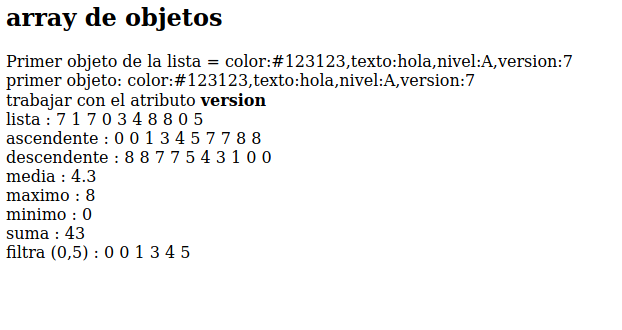 array de objetos
Primer objeto de la lista = color:#123123,texto:hola,nivel:A,version:7
primer objeto: color:#123123,texto:hola,nivel:A,version:7
trabajar con el atributo version
lista : 7 1 7 0 3 4 8 8 0 5
ascendente : 0 0 1 3 4 5 7 7 8 8
descendente : 8 8 7 7 5 4 3 1 0 0
media : 4.3
maximo : 8
minimo : 0
suma : 43
filtra (0,5) : 0 0 1 3 4 5